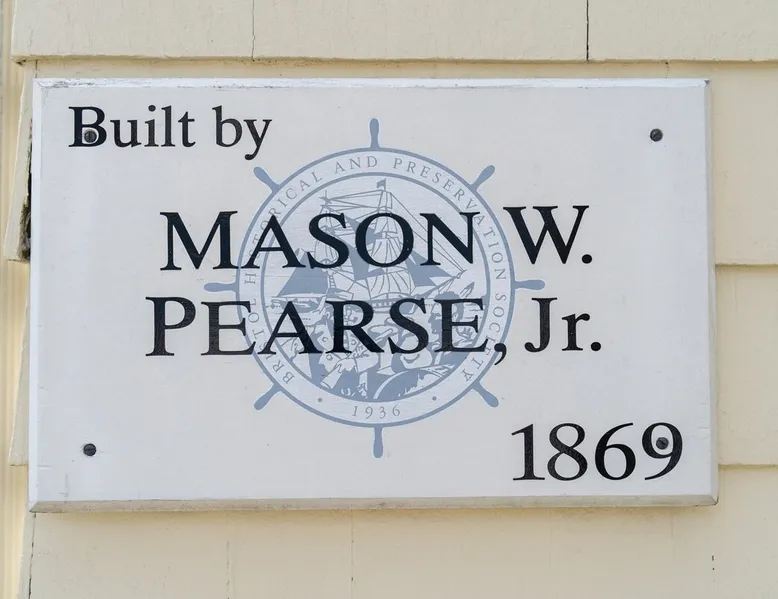 Built by
MASON W.
PEARSE, Jr.
1869
BRISTOL HISTORICAL AND PRESERVATION SOCIETY
1936